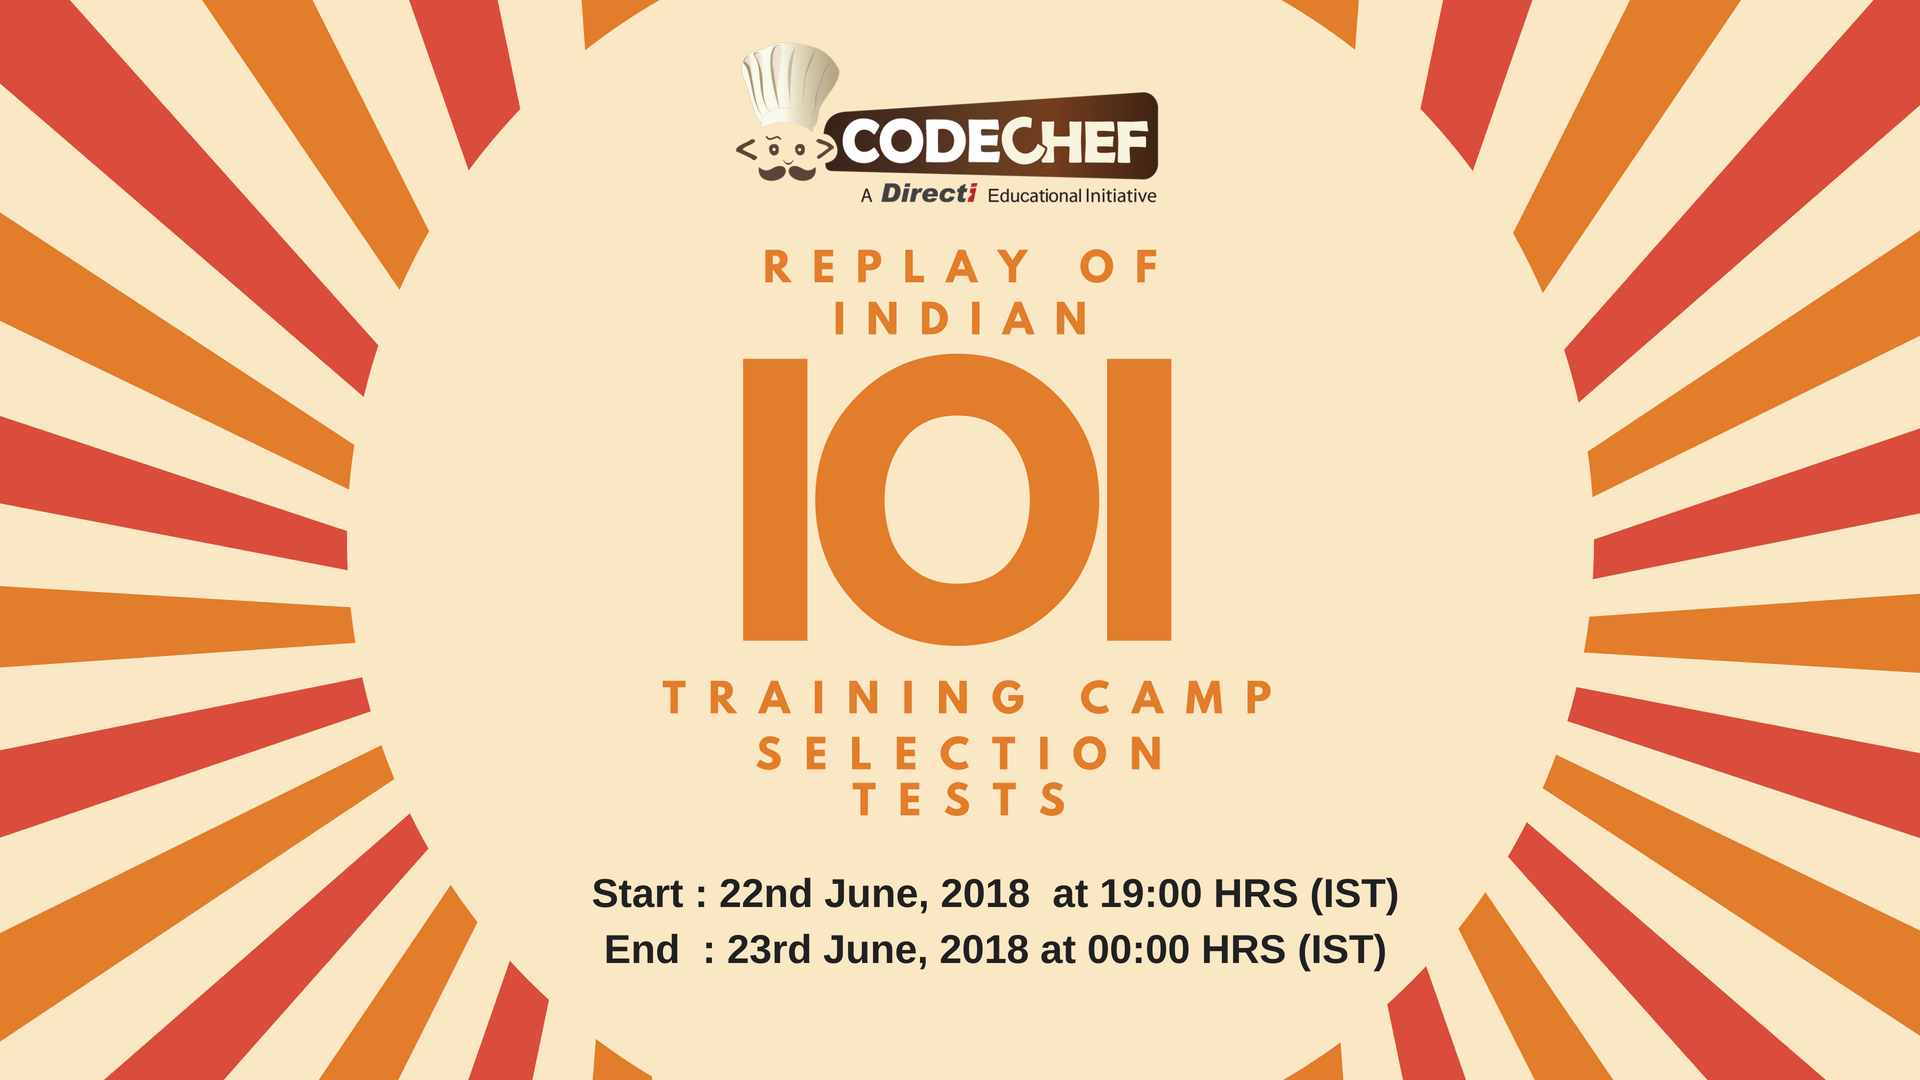 CODECHEF
A Directi Educational Initiative
REPLAY OF
INDIAN
IOI
TRAINING CAMP
SELECTION
TESTS
Start : 22nd June, 2018  at 19:00 HRS (IST)
End  : 23rd June, 2018 at 00:00 HRS (IST)